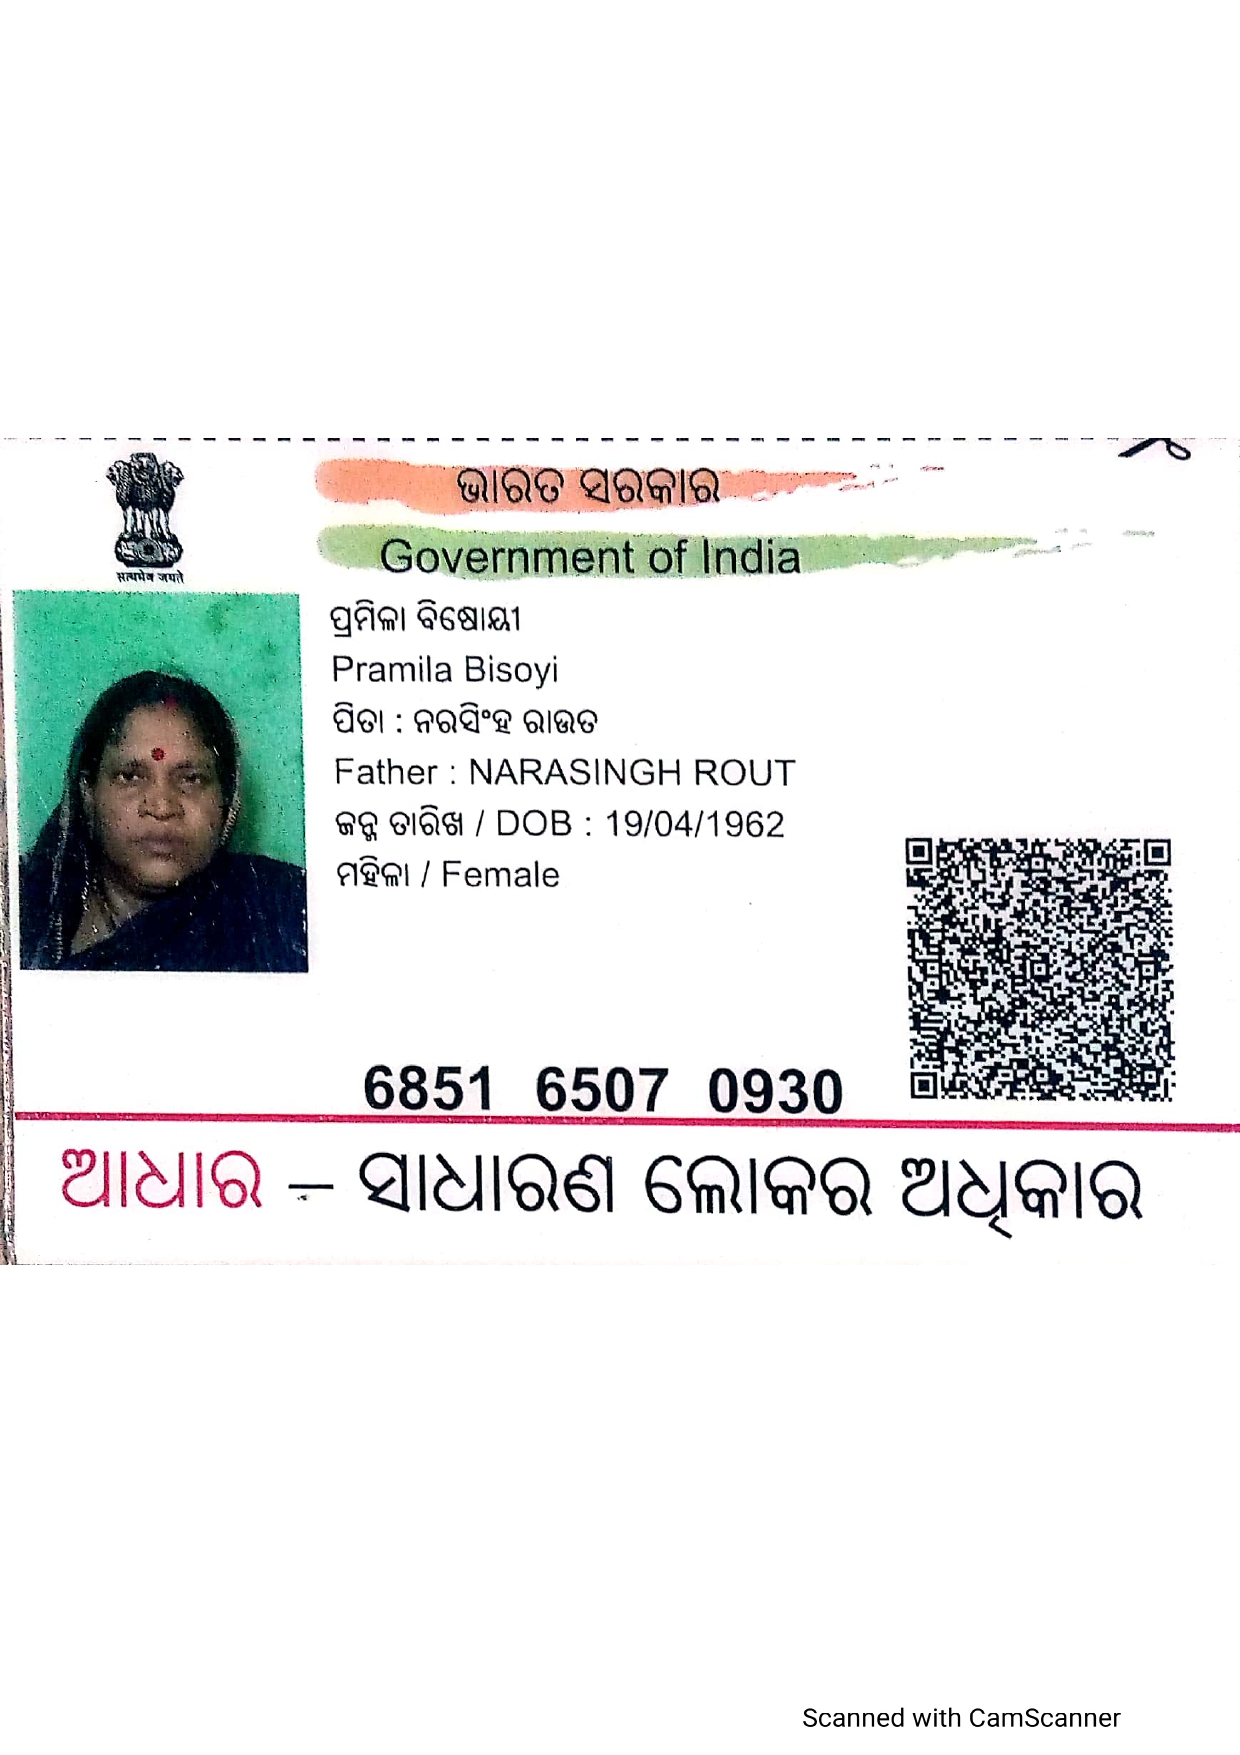 ଭାରତ ସରକାର
Government of India
सत्यमेव जयते
ପ୍ରମିଳା ବିଷୋୟୀ
Pramila Bisoyi
ପିତା : ନରସିଂହ ରାଉତ
Father : NARASINGH ROUT
ଜନ୍ମ ତାରିଖ / DOB : 19/04/1962
ମହିଳା / Female
6851 6507 0930
ଆଧାର – ସାଧାରଣ ଲୋକର ଅଧିକାର
Scanned with CamScanner